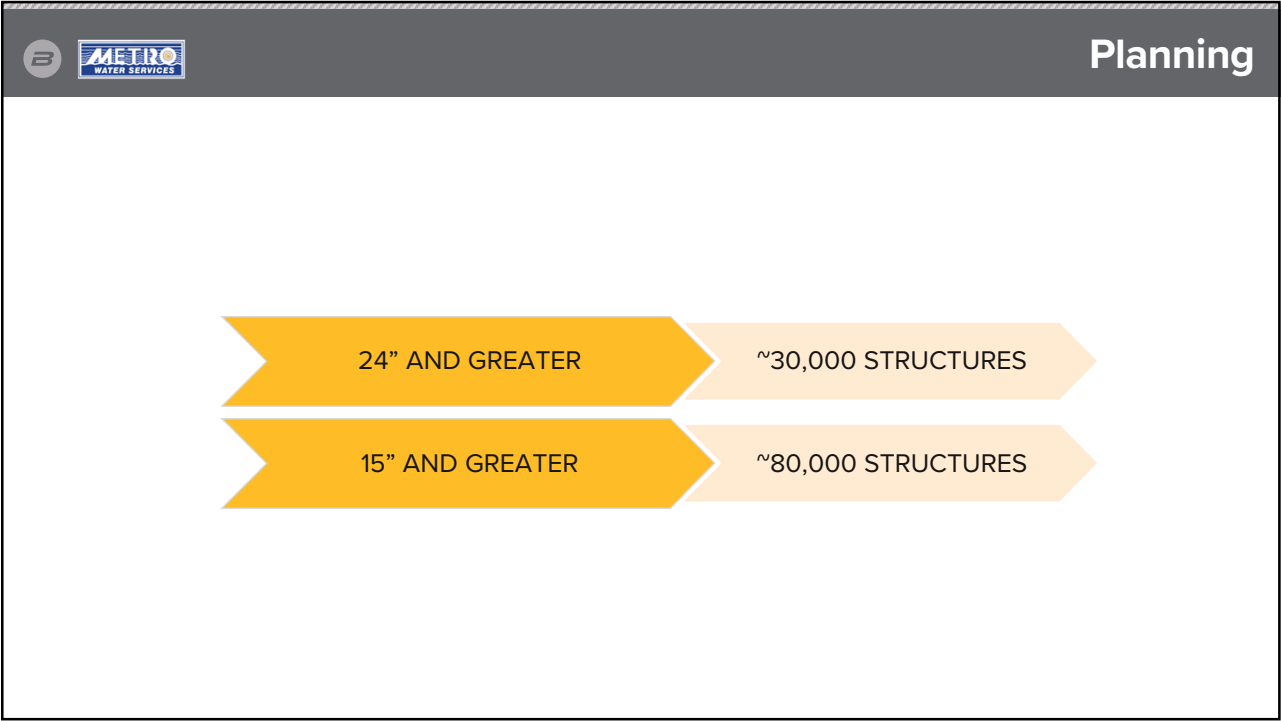 B
METRO
WATER SERVICES
Planning
24” AND GREATER
~30,000 STRUCTURES
15” AND GREATER
~80,000 STRUCTURES